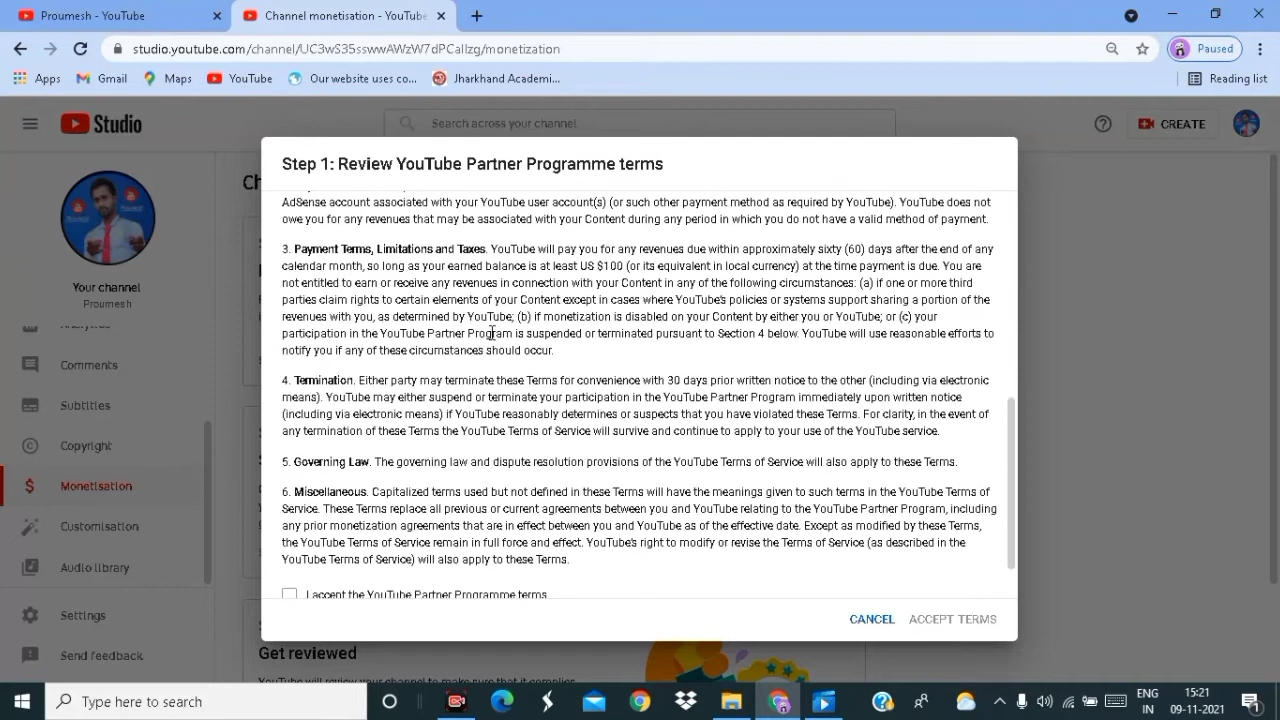 Premush - YouTube
Channel monetisation - YouTube
studio.youtube.com/channel/UC3wS35sswwAWzW7dPCaIlzg/monetization
Paused
Apps
Gmail
Maps
YouTube
Our website uses co...
Jharkhand Academi...
Reading list
Studio
Search across your channel
CREATE
Your channel
Prourmesh
Analytics
Comments
Subtitles
Copyright
Monetisation
Customisation
Audio library
Settings
Send feedback
Ch
Step 1: Review YouTube Partner Programme terms
AdSense account associated with your YouTube user account(s) (or such other payment method as required by YouTube). YouTube does not
owe you for any revenues that may be associated with your Content during any period in which you do not have a valid method of payment.
3. Payment Terms, Limitations and Taxes. YouTube will pay you for any revenues due within approximately sixty (60) days after the end of any
calendar month, so long as your earned balance is at least US $100 (or its equivalent in local currency) at the time payment is due. You are
not entitled to earn or receive any revenues in connection with your Content in any of the following circumstances: (a) if one or more third
parties claim rights to certain elements of your Content except in cases where YouTube's policies or systems support sharing a portion of the
revenues with you, as determined by YouTube; (b) if monetization is disabled on your Content by either you or YouTube; or (c) your
participation in the YouTube Partner Program is suspended or terminated pursuant to Section 4 below. YouTube will use reasonable efforts to
notify you if any of these circumstances should occur.
4. Termination. Either party may terminate these Terms for convenience with 30 days prior written notice to the other (including via electronic
means). YouTube may either suspend or terminate your participation in the YouTube Partner Program immediately upon written notice
(including via electronic means) if YouTube reasonably determines or suspects that you have violated these Terms. For clarity, in the event of
any termination of these Terms the YouTube Terms of Service will survive and continue to apply to your use of the YouTube service.
5. Governing Law. The governing law and dispute resolution provisions of the YouTube Terms of Service will also apply to these Terms.
6. Miscellaneous. Capitalized terms used but not defined in these Terms will have the meanings given to such terms in the YouTube Terms of
Service. These Terms replace all previous or current agreements between you and YouTube relating to the YouTube Partner Program, including
any prior monetization agreements that are in effect between you and YouTube as of the effective date. Except as modified by these Terms,
the YouTube Terms of Service remain in full force and effect. YouTube's right to modify or revise the Terms of Service (as described in the
YouTube Terms of Service) will also apply to these Terms.
I accept the YouTube Partner Programme terms
CANCEL
ACCEPT TERMS
Get reviewed
YouTube will review your channel to make sure that it complies
Type here to search
ENG
IN
15:21
09-11-2021